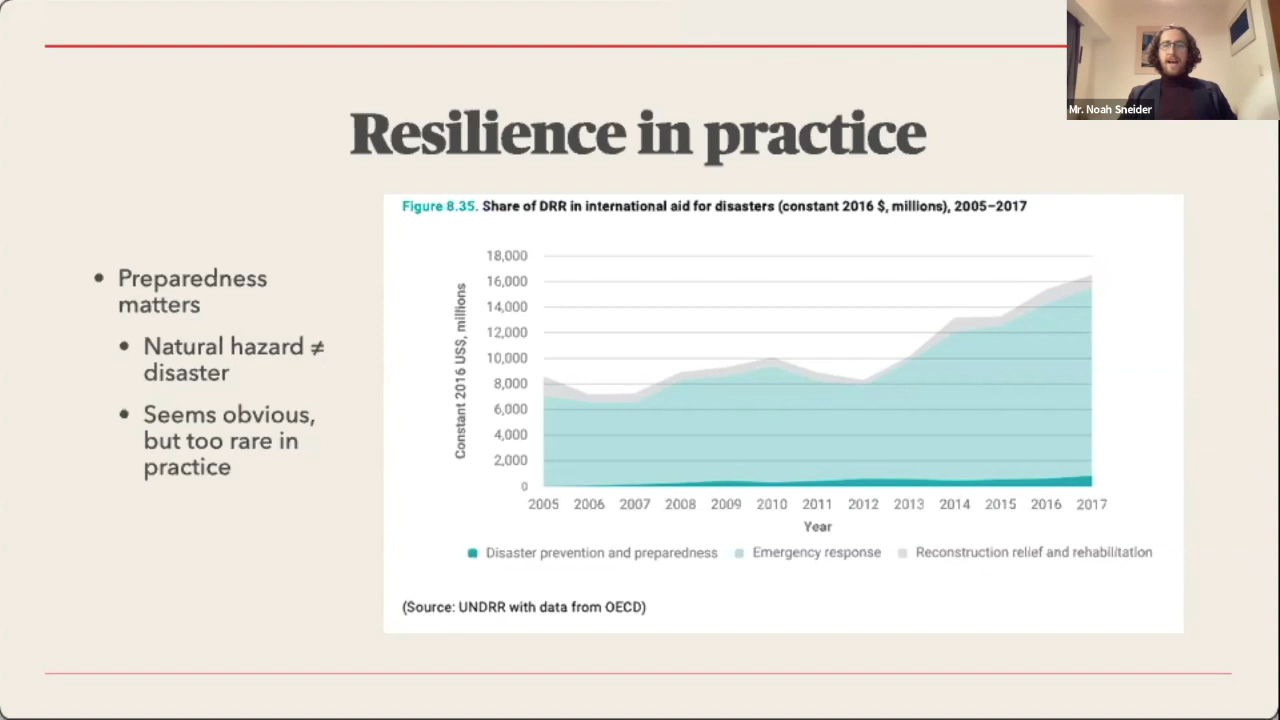 Mr. Noah Sneider
Resilience in practice
• Preparedness
matters
• Natural hazard ≠
disaster
• Seems obvious,
but too rare in
practice
Figure 8.35. Share of DRR in international aid for disasters (constant 2016 $, millions), 2005–2017
Constant 2016 US$, millions
18,000
16,000
14,000
12,000
10,000
8,000
6,000
4,000
2,000
0
2005 2006 2007 2008 2009 2010 2011 2012 2013 2014 2015 2016 2017
Year
Disaster prevention and preparedness Emergency response Reconstruction relief and rehabilitation
(Source: UNDRR with data from OECD)